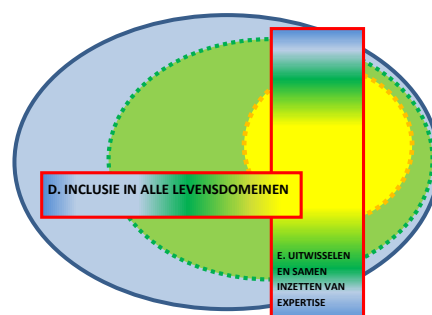 D. INCLUSIE IN ALLE LEVENSDOMEINEN
E. UITWISSELEN
EN SAMEN
INZETTEN VAN
EXPERTISE